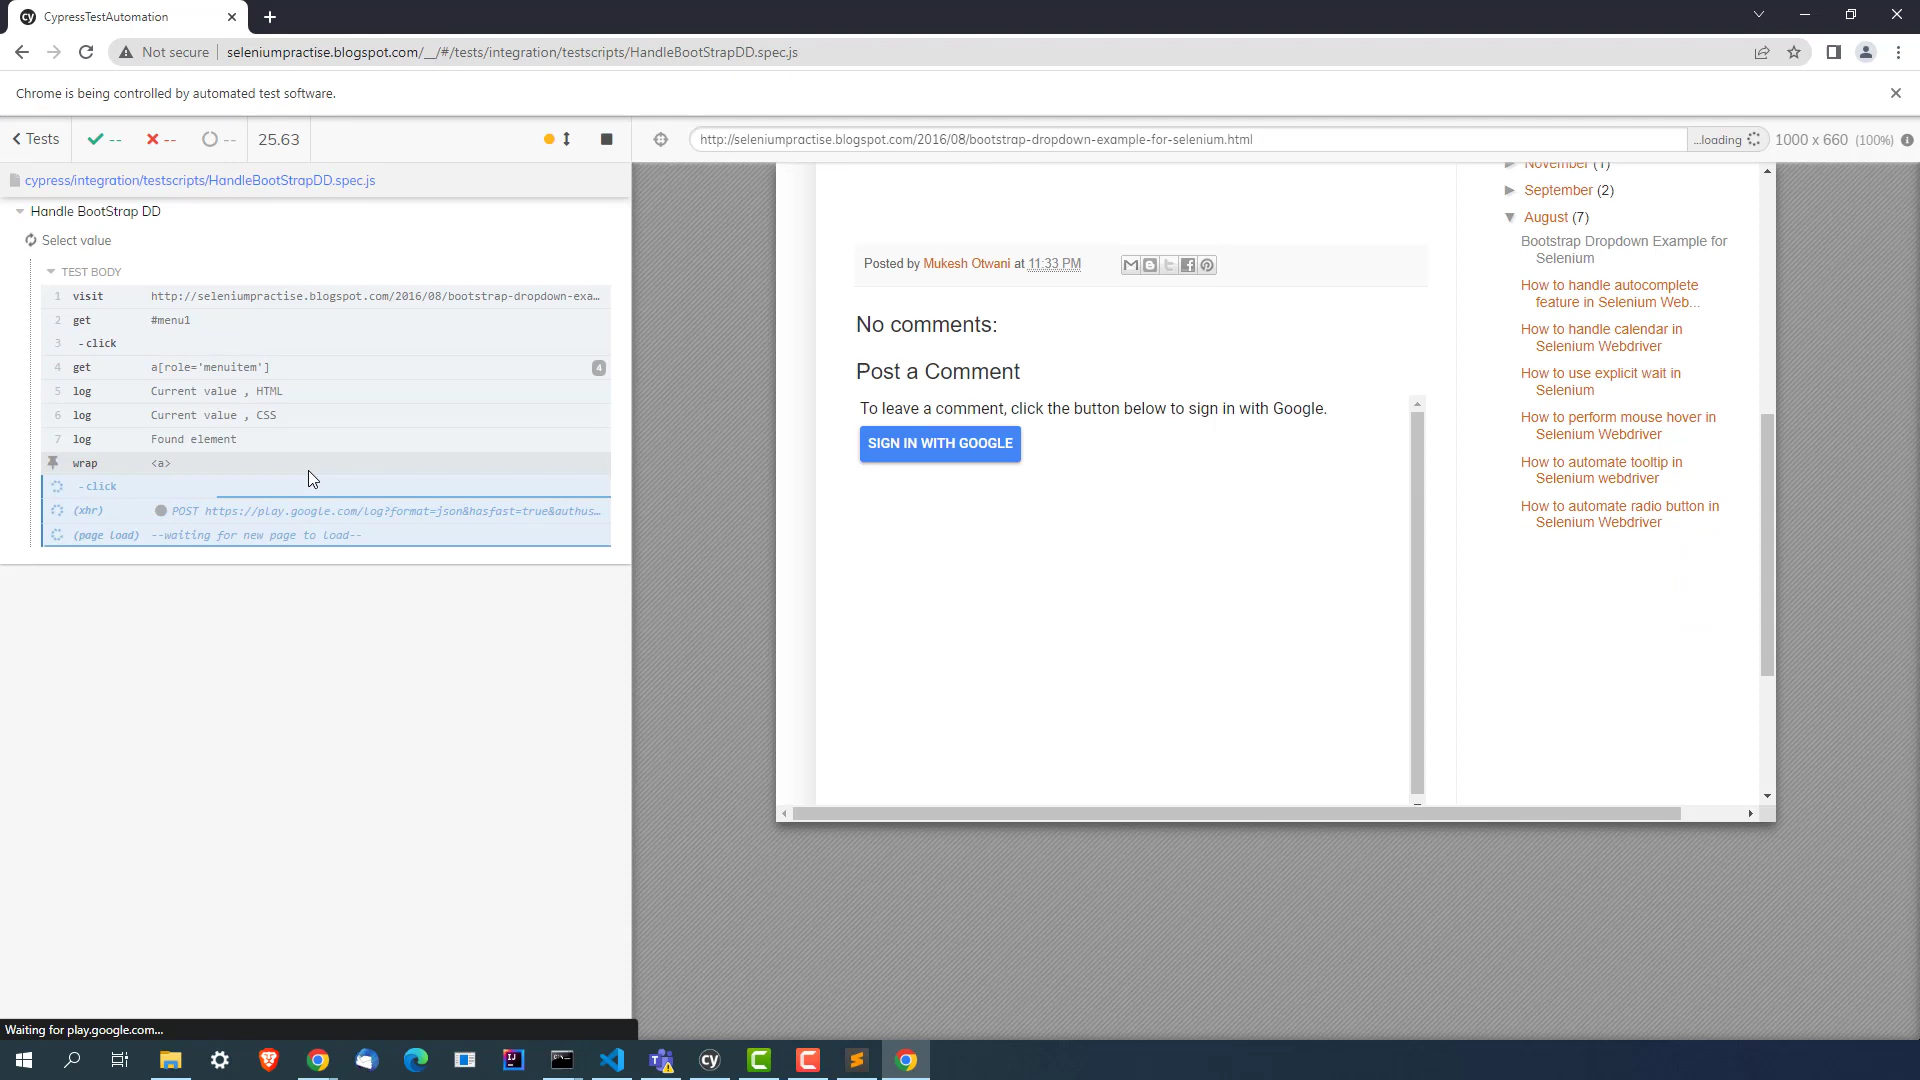 CypressTestAutomation
Not secure
seleniumpractise.blogspot.com/__/#/tests/integration/testscripts/HandleBootStrapDD.spec.js
Chrome is being controlled by automated test software.
Tests
--
--
--
25.63
http://seleniumpractise.blogspot.com/2016/08/bootstrap-dropdown-example-for-selenium.html
...loading
1000 x 660 (100%)
cypress/integration/testscripts/HandleBootStrapDD.spec.js
Handle BootStrap DD
Select value
TEST BODY
1 visit http://seleniumpractise.blogspot.com/2016/08/bootstrap-dropdown-exa...
2 get #menu1
3 -click
4 get a[role='menuitem'] 4
5 log Current value , HTML
6 log Current value , CSS
7 log Found element
wrap <a>
-click
(xhr) POST https://play.google.com/log?format=json&hasfast=true&authus...
(page load) --waiting for new page to load--
Posted by Mukesh Otwani at 11:33 PM
No comments:
Post a Comment
To leave a comment, click the button below to sign in with Google.
SIGN IN WITH GOOGLE
November (1)
September (2)
August (7)
Bootstrap Dropdown Example for
Selenium
How to handle autocomplete
feature in Selenium Web...
How to handle calendar in
Selenium Webdriver
How to use explicit wait in
Selenium
How to perform mouse hover in
Selenium Webdriver
How to automate tooltip in
Selenium webdriver
How to automate radio button in
Selenium Webdriver
Waiting for play.google.com...